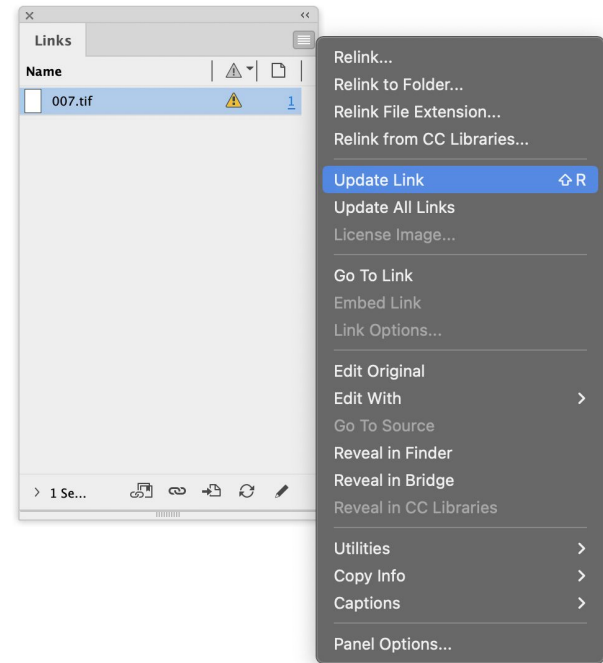 Links
Name
007.tif 1
1 Se...
Relink...
Relink to Folder...
Relink File Extension...
Relink from CC Libraries...
Update Link ⇧ R
Update All Links
License Image...
Go To Link
Embed Link
Link Options...
Edit Original
Edit With
Go To Source
Reveal in Finder
Reveal in Bridge
Reveal in CC Libraries
Utilities
Copy Info
Captions
Panel Options...